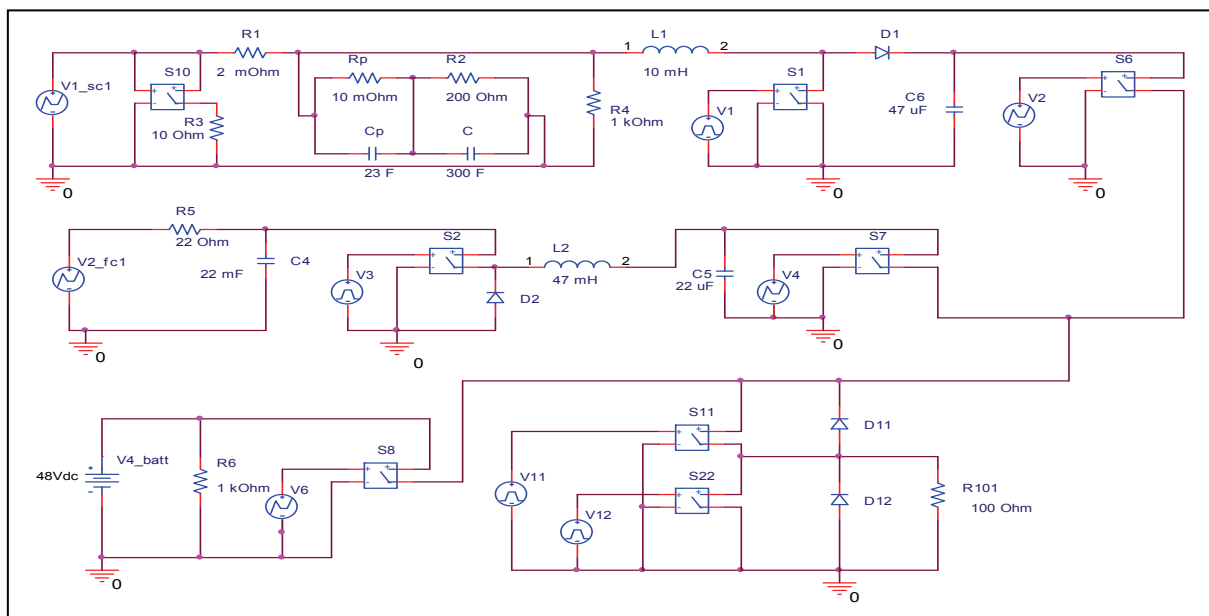 R1
2 mOhm
V1_sc1
S10
R3
10 Ohm
Rp
10 mOhm
R2
200 Ohm
Cp
23 F
C
300 F
R4
1 kOhm
1 L1 2
10 mH
V1
S1
D1
C6
47 uF
V2
S6
0
0
0
R5
22 Ohm
V2_fc1
C4
22 mF
V3
S2
D2
1 L2 2
47 mH
C5
22 uF
V4
S7
0
0
0
48Vdc
V4_batt
R6
1 kOhm
V6
S8
V11
V12
S11
S22
D11
D12
R101
100 Ohm
0
0